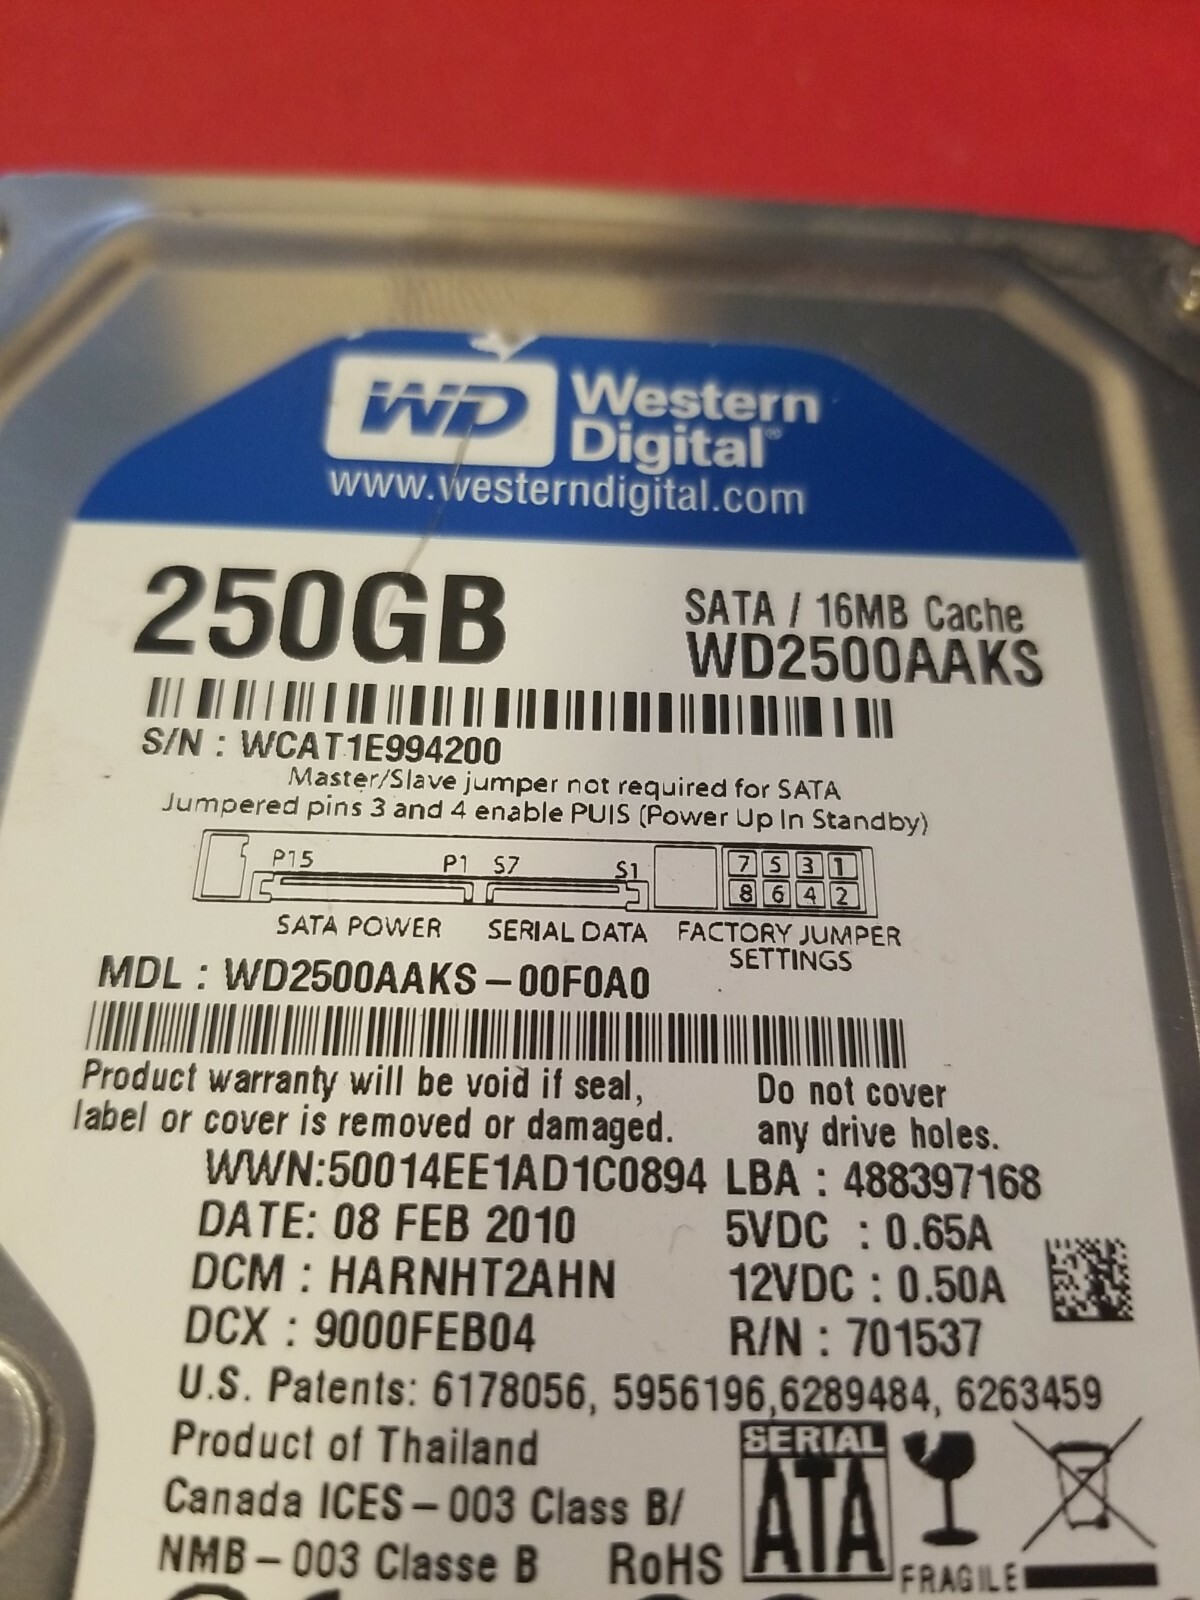 WD Western Digital®
www.westerndigital.com
250GB
SATA / 16MB Cache
WD2500AAKS
S/N : WCAT1E994200
Master/Slave jumper not required for SATA
Jumpered pins 3 and 4 enable PUIS (Power Up In Standby)
P15 P1 S7 S1 7 5 3 1
8 6 4 2
SATA POWER SERIAL DATA FACTORY JUMPER
SETTINGS
MDL : WD2500AAKS – 00F0A0
Product warranty will be void if seal, Do not cover
label or cover is removed or damaged. any drive holes.
WWN:50014EE1AD1C0894 LBA : 488397168
DATE: 08 FEB 2010 5VDC : 0.65A
DCM : HARNHT2AHN 12VDC : 0.50A
DCX : 9000FEB04 R/N : 701537
U.S. Patents: 6178056, 5956196,6289484, 6263459
Product of Thailand
Canada ICES – 003 Class B/
NMB – 003 Classe B RoHS
SERIAL
ATA
FRAGILE